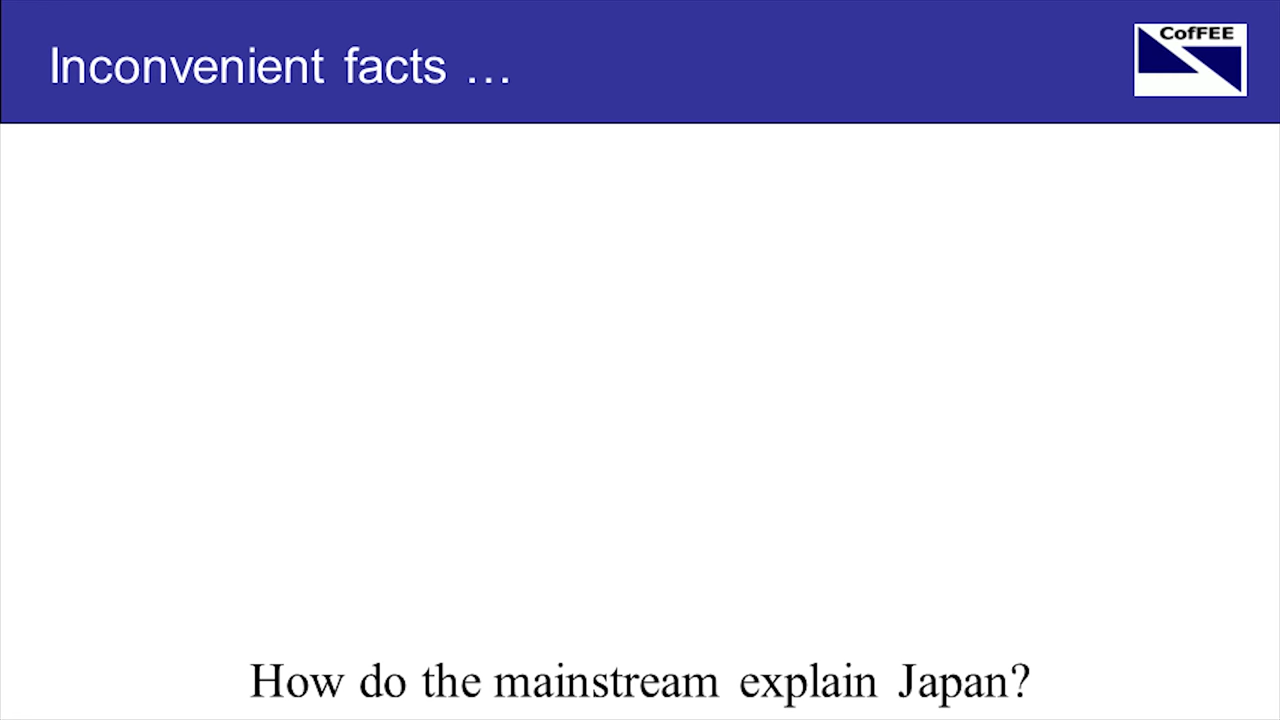 Inconvenient facts …
CofFEE
How do the mainstream explain Japan?